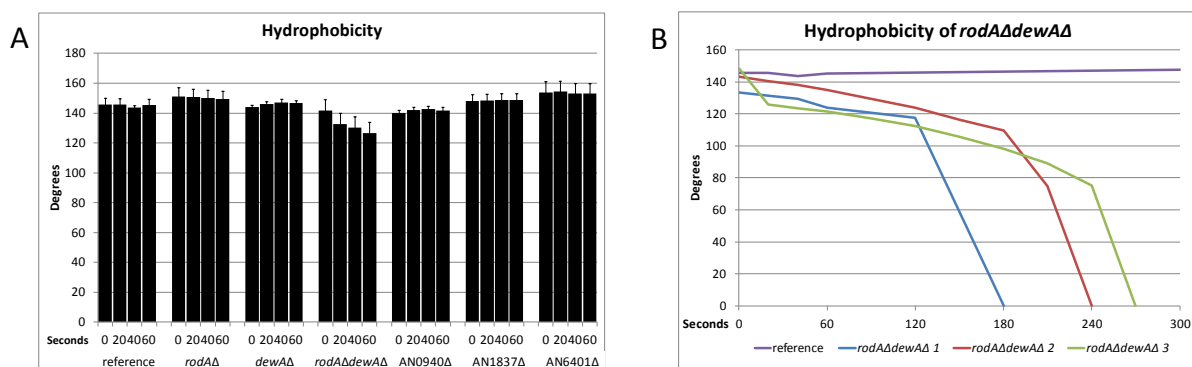 A
Hydrophobicity
180
160
140
120
100
80
60
40
20
0
Degrees
Seconds 0 204060 0 204060 0 204060 0 204060 0 204060 0 204060 0 204060
reference rodAΔ dewAΔ rodAΔdewAΔ AN0940Δ AN1837Δ AN6401Δ
B
Hydrophobicity of rodAΔdewAΔ
160
140
120
100
80
60
40
20
0
Degrees
Seconds 0 60 120 180 240 300
reference rodAΔdewAΔ 1 rodAΔdewAΔ 2 rodAΔdewAΔ 3